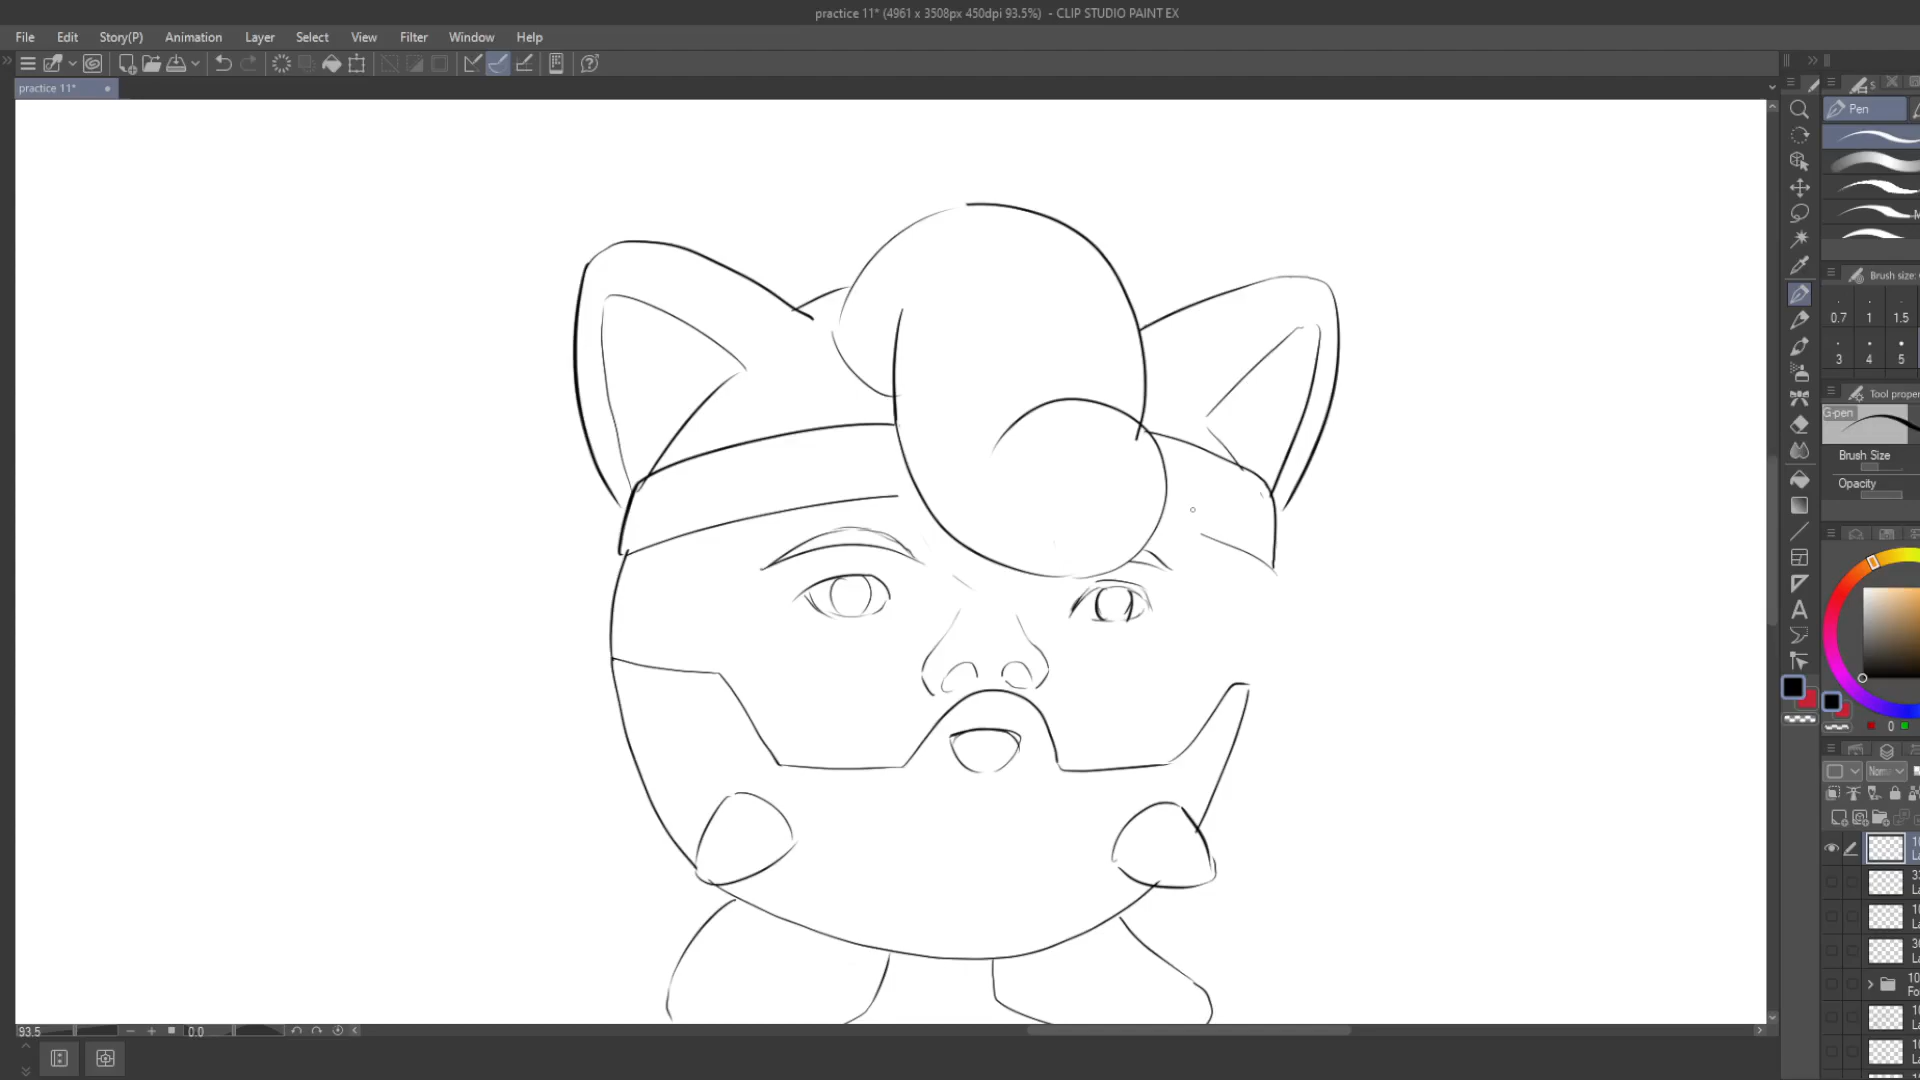 practice 11* (4961 x 3508px 450dpi 93.5%) - CLIP STUDIO PAINT EX
File Edit Story(P) Animation Layer Select View Filter Window Help
practice 11*
Pen
Brush size:
0.7 1 1.5
3 4 5
Tool proper
G-pen
Brush Size
Opacity
0
Norma
93.5 0.0